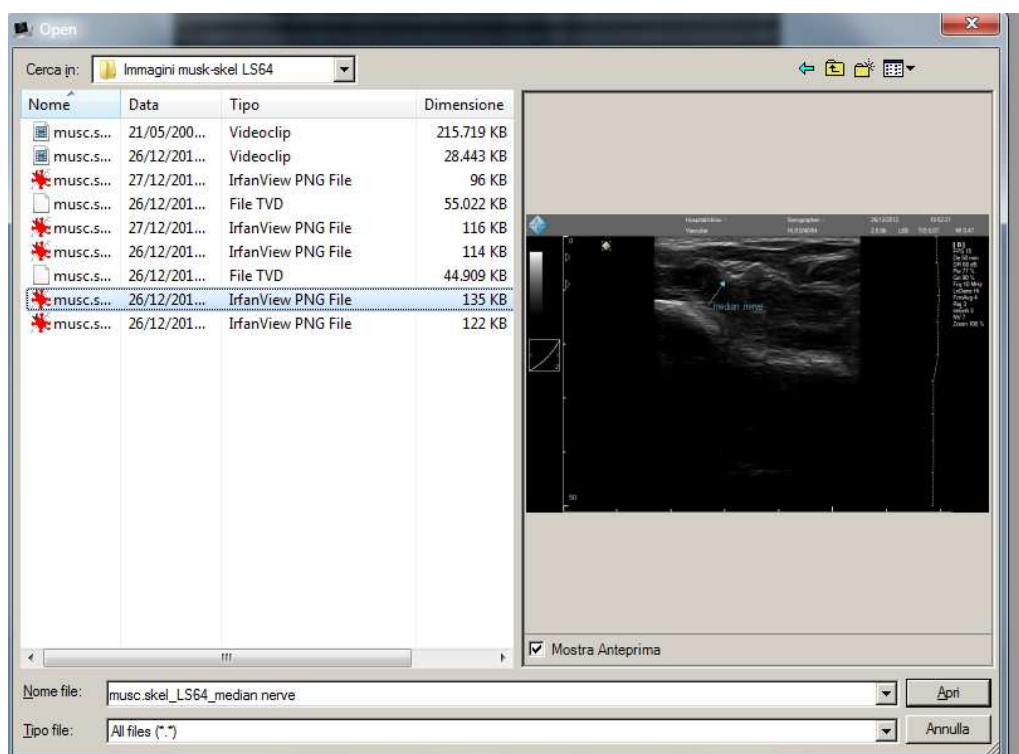 Open
Cerca in: Immagini musk-skel LS64
Nome Data Tipo Dimensione
musc.s... 21/05/200... Videoclip 215.719 KB
musc.s... 26/12/201... Videoclip 28.443 KB
musc.s... 27/12/201... IrfanView PNG File 96 KB
musc.s... 26/12/201... File TVD 55.022 KB
musc.s... 27/12/201... IrfanView PNG File 116 KB
musc.s... 26/12/201... IrfanView PNG File 114 KB
musc.s... 26/12/201... File TVD 44.909 KB
musc.s... 26/12/201... IrfanView PNG File 135 KB
musc.s... 26/12/201... IrfanView PNG File 122 KB
median nerve
50
Mostra Anteprima
Nome file: musc.skel_LS64_median nerve Apri
Tipo file: All files (*.*) Annulla